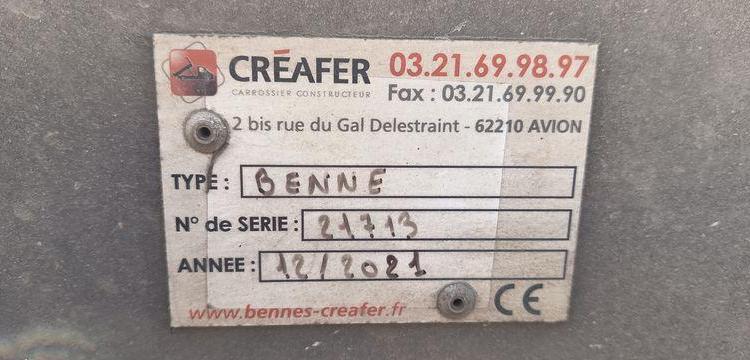 CRÉAFER 03.21.69.98.97
CARROSSIER CONSTRUCTEUR Fax : 03.21.69.99.90
2 bis rue du Gal Delestraint - 62210 AVION
TYPE : BENNE
N° de SERIE : 21713
ANNEE : 12/2021
www.bennes-creafer.fr CE